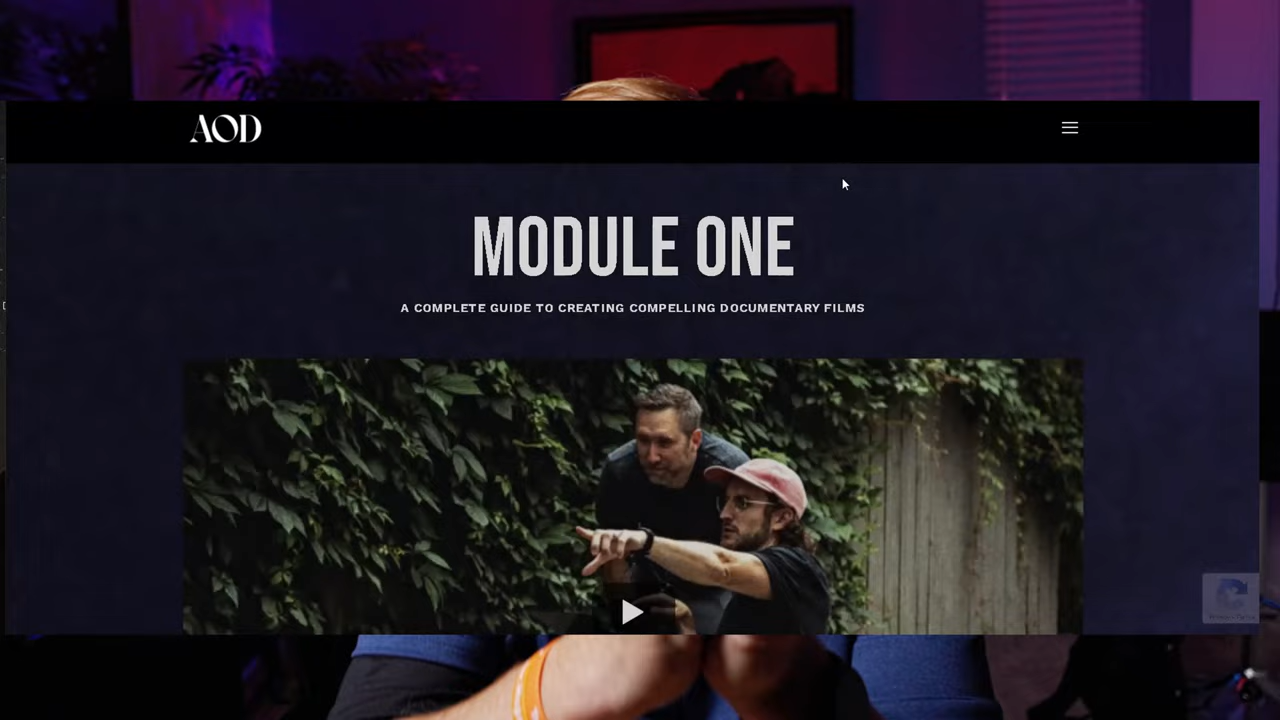 AOD
MODULE ONE
A COMPLETE GUIDE TO CREATING COMPELLING DOCUMENTARY FILMS